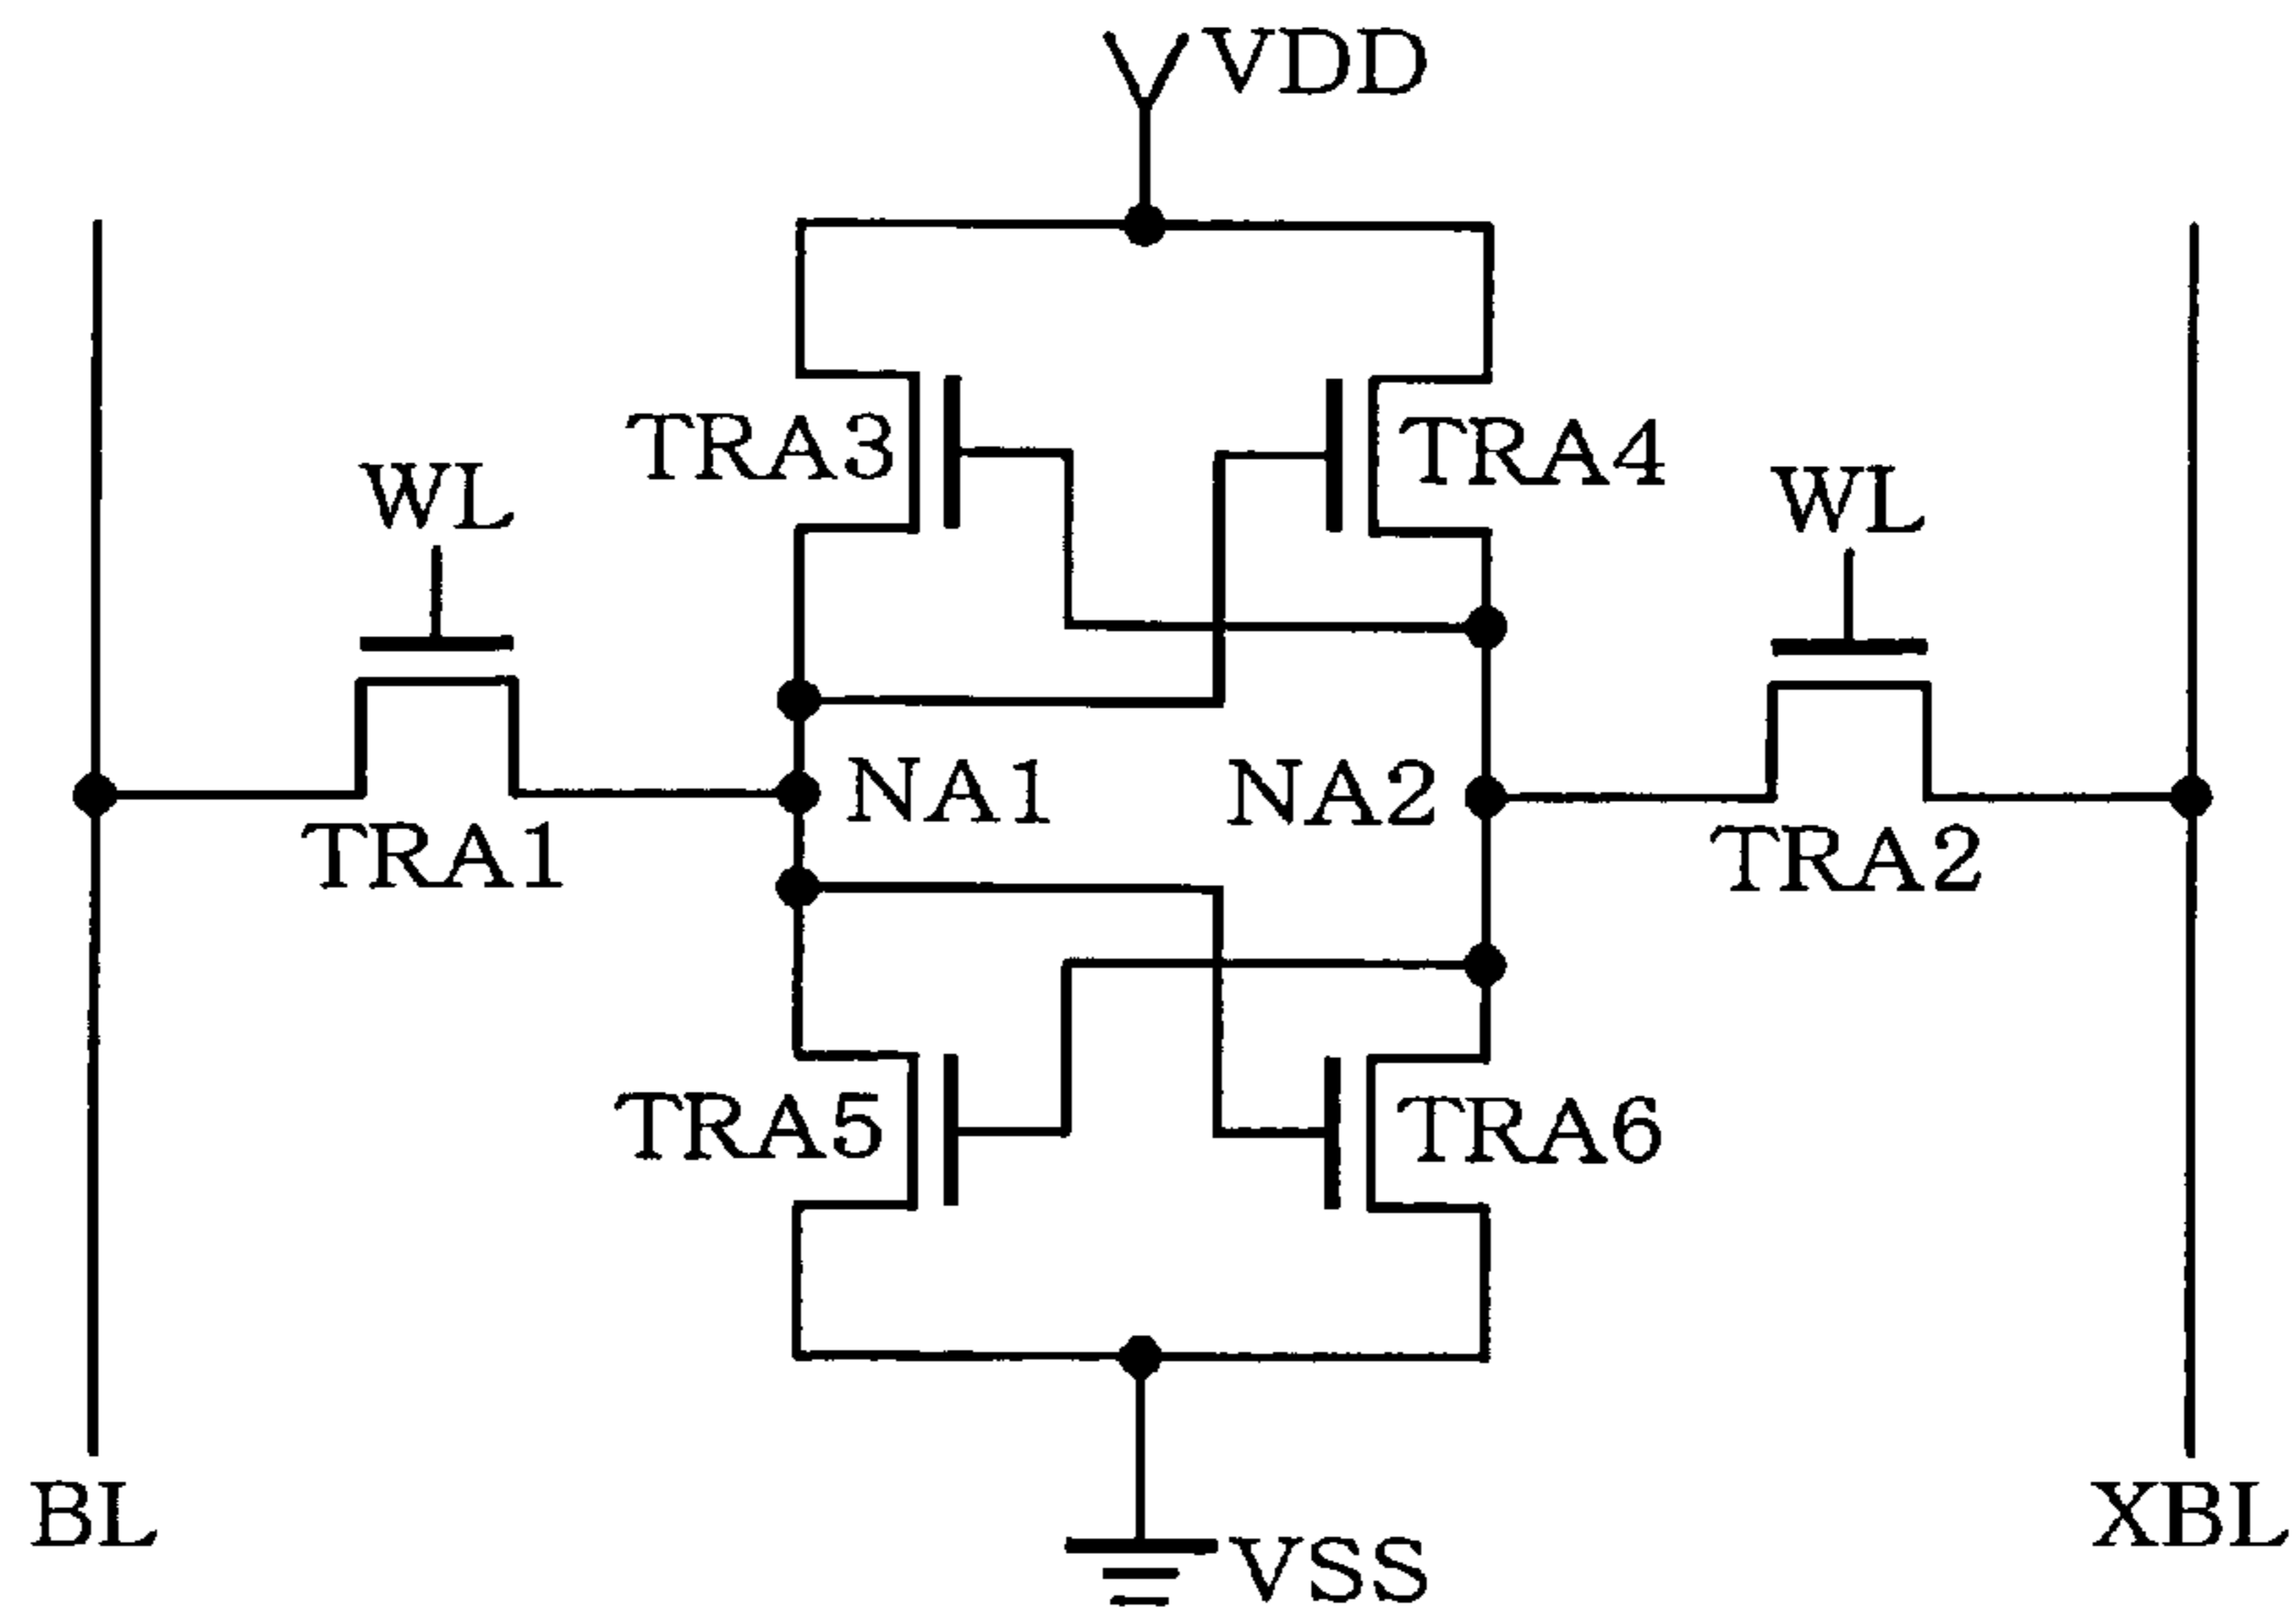 VDD
TRA3
TRA4
WL
WL
NA1
NA2
TRA1
TRA2
TRA5
TRA6
BL
XBL
VSS